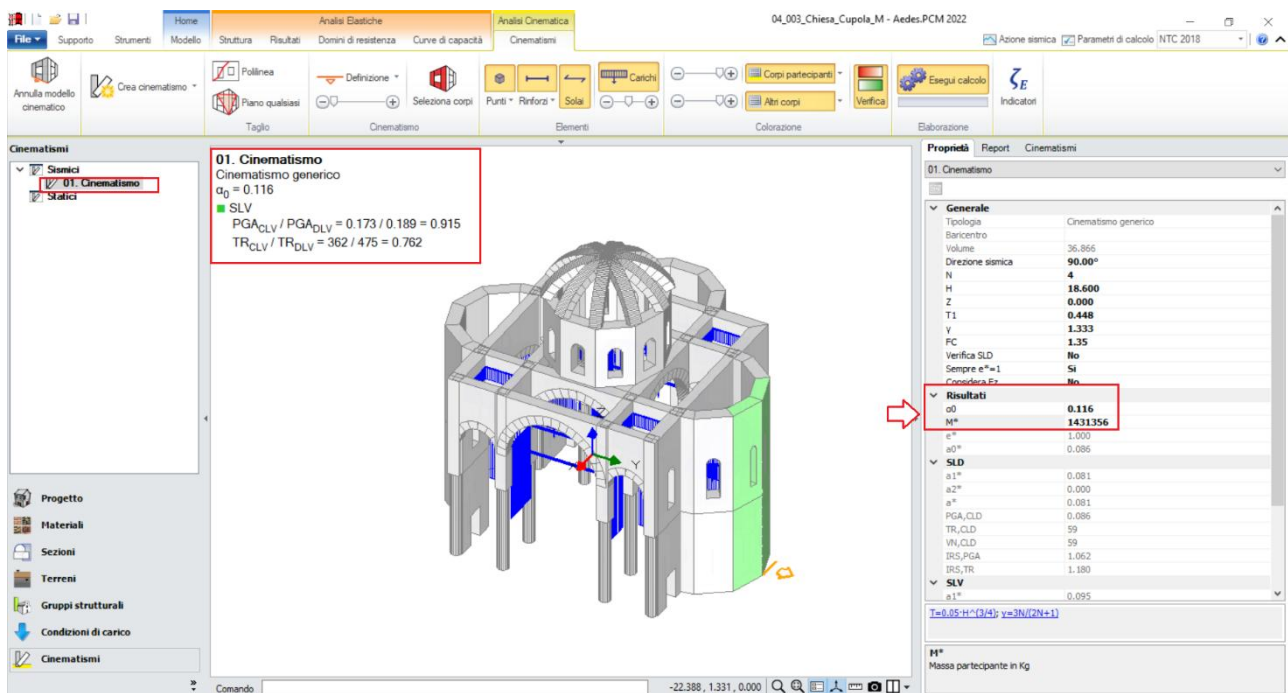 04_003_Chiesa_Cupola_M - Aedes.PCM 2022
Home
Analisi Elastiche
Analisi Cinematica
File
Supporto
Strumenti
Modello
Struttura
Risultati
Domini di resistenza
Curve di capacità
Cinematismi
Azione sismica
Parametri di calcolo
NTC 2018
Annulla modello
cinematico
Crea cinematismo
Polilinea
Piano qualsiasi
Taglio
Definizione
Seleziona corpi
Cinematismo
Punti
Rinforzi
Solai
Carichi
Elementi
Corpi partecipanti
Altri corpi
Verifica
Colorazione
Esegui calcolo
Elaborazione
ζE
Indicatori
Cinematismi
Sismici
01. Cinematismo
Statici
Progetto
Materiali
Sezioni
Terreni
Gruppi strutturali
Condizioni di carico
Cinematismi
01. Cinematismo
Cinematismo generico
α0 = 0.116
SLV
PGACLV / PGADLV = 0.173 / 0.189 = 0.915
TRCLV / TRDLV = 362 / 475 = 0.762
Z
Y
Comando
-22.388 , 1.331 , 0.000
Proprietà
Report
Cinematismi
01. Cinematismo
Generale
Tipologia Cinematismo generico
Baricentro
Volume 36.866
Direzione sismica 90.00°
N 4
H 18.600
Z 0.000
T1 0.448
γ 1.333
FC 1.35
Verifica SLD No
Sempre e*=1 Sì
Considera Ez No
Risultati
α0 0.116
M* 1431356
e* 1.000
a0* 0.086
SLD
a1* 0.081
a2* 0.000
a* 0.081
PGA,CLD 0.086
TR,CLD 59
VN,CLD 59
IRS,PGA 1.062
IRS,TR 1.180
SLV
a1* 0.095
T=0.05·H^(3/4); γ=3N/(2N+1)
M*
Massa partecipante in Kg